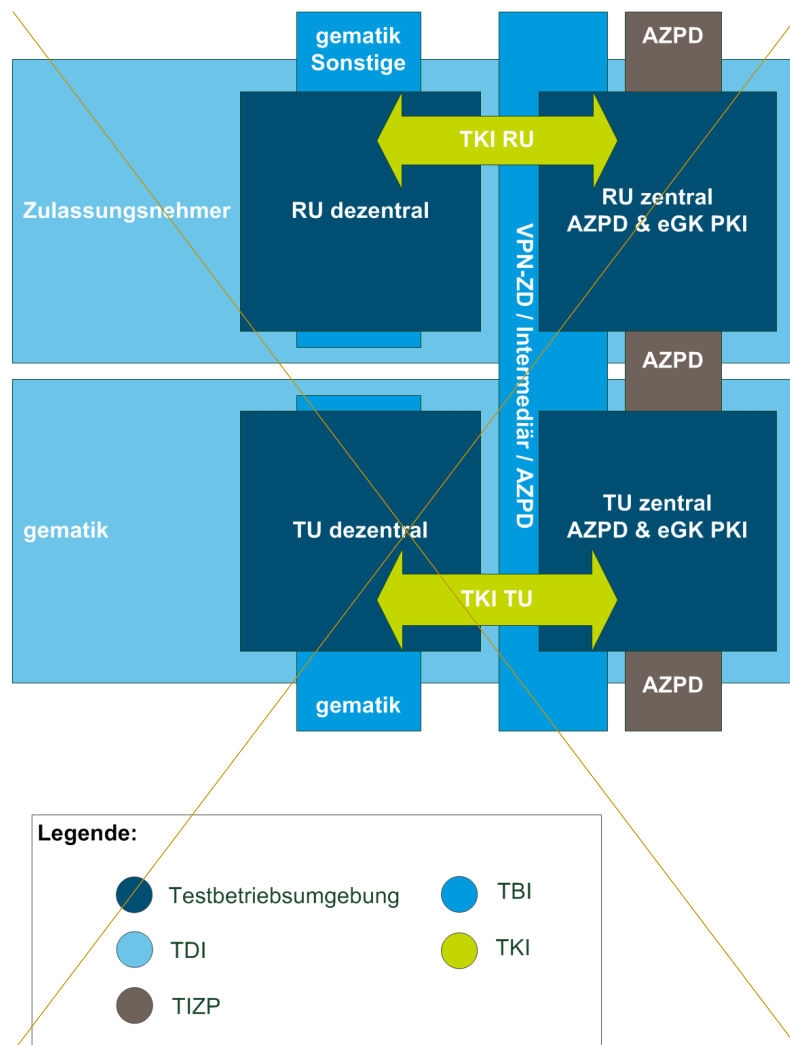 gematik
Sonstige
AZPD
TKI RU
Zulassungsnehmer
RU dezentral
RU zentral
AZPD & eGK PKI
VPN-ZD / Intermediär / AZPD
AZPD
gematik
TU dezentral
TU zentral
AZPD & eGK PKI
TKI TU
gematik
AZPD
Legende:
Testbetriebsumgebung
TBI
TDI
TKI
TIZP